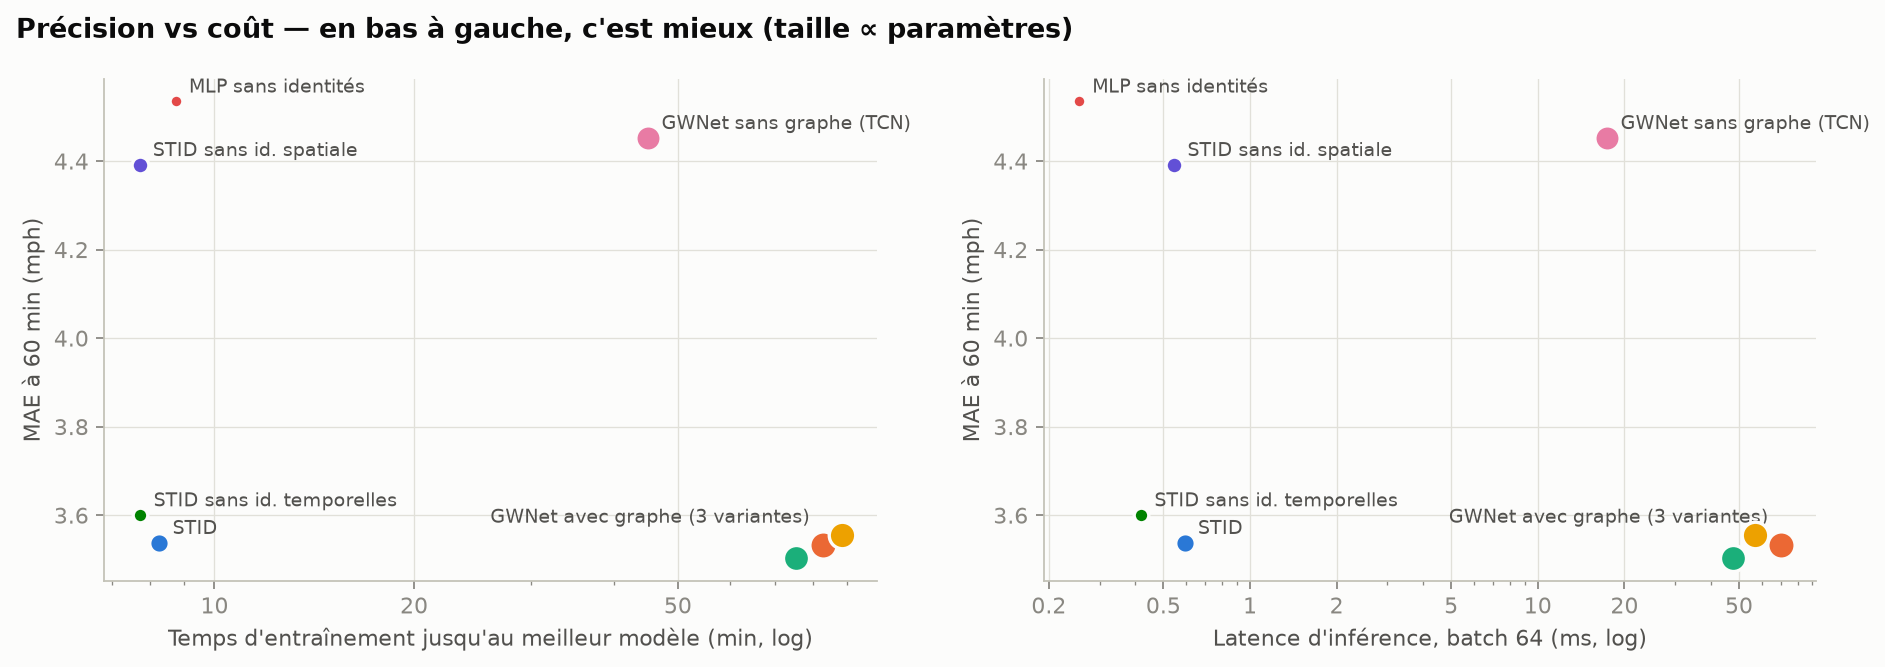 Précision vs coût — en bas à gauche, c'est mieux (taille ∝ paramètres)
MLP sans identités
GWNet sans graphe (TCN)
STID sans id. spatiale
4.4
4.2
4.0
3.8
3.6
MAE à 60 min (mph)
STID sans id. temporelles
STID
GWNet avec graphe (3 variantes)
10
20
50
Temps d'entraînement jusqu'au meilleur modèle (min, log)
MLP sans identités
GWNet sans graphe (TCN)
STID sans id. spatiale
4.4
4.2
4.0
3.8
3.6
MAE à 60 min (mph)
STID sans id. temporelles
STID
GWNet avec graphe (3 variantes)
0.2
0.5
1
2
5
10
20
50
Latence d'inférence, batch 64 (ms, log)